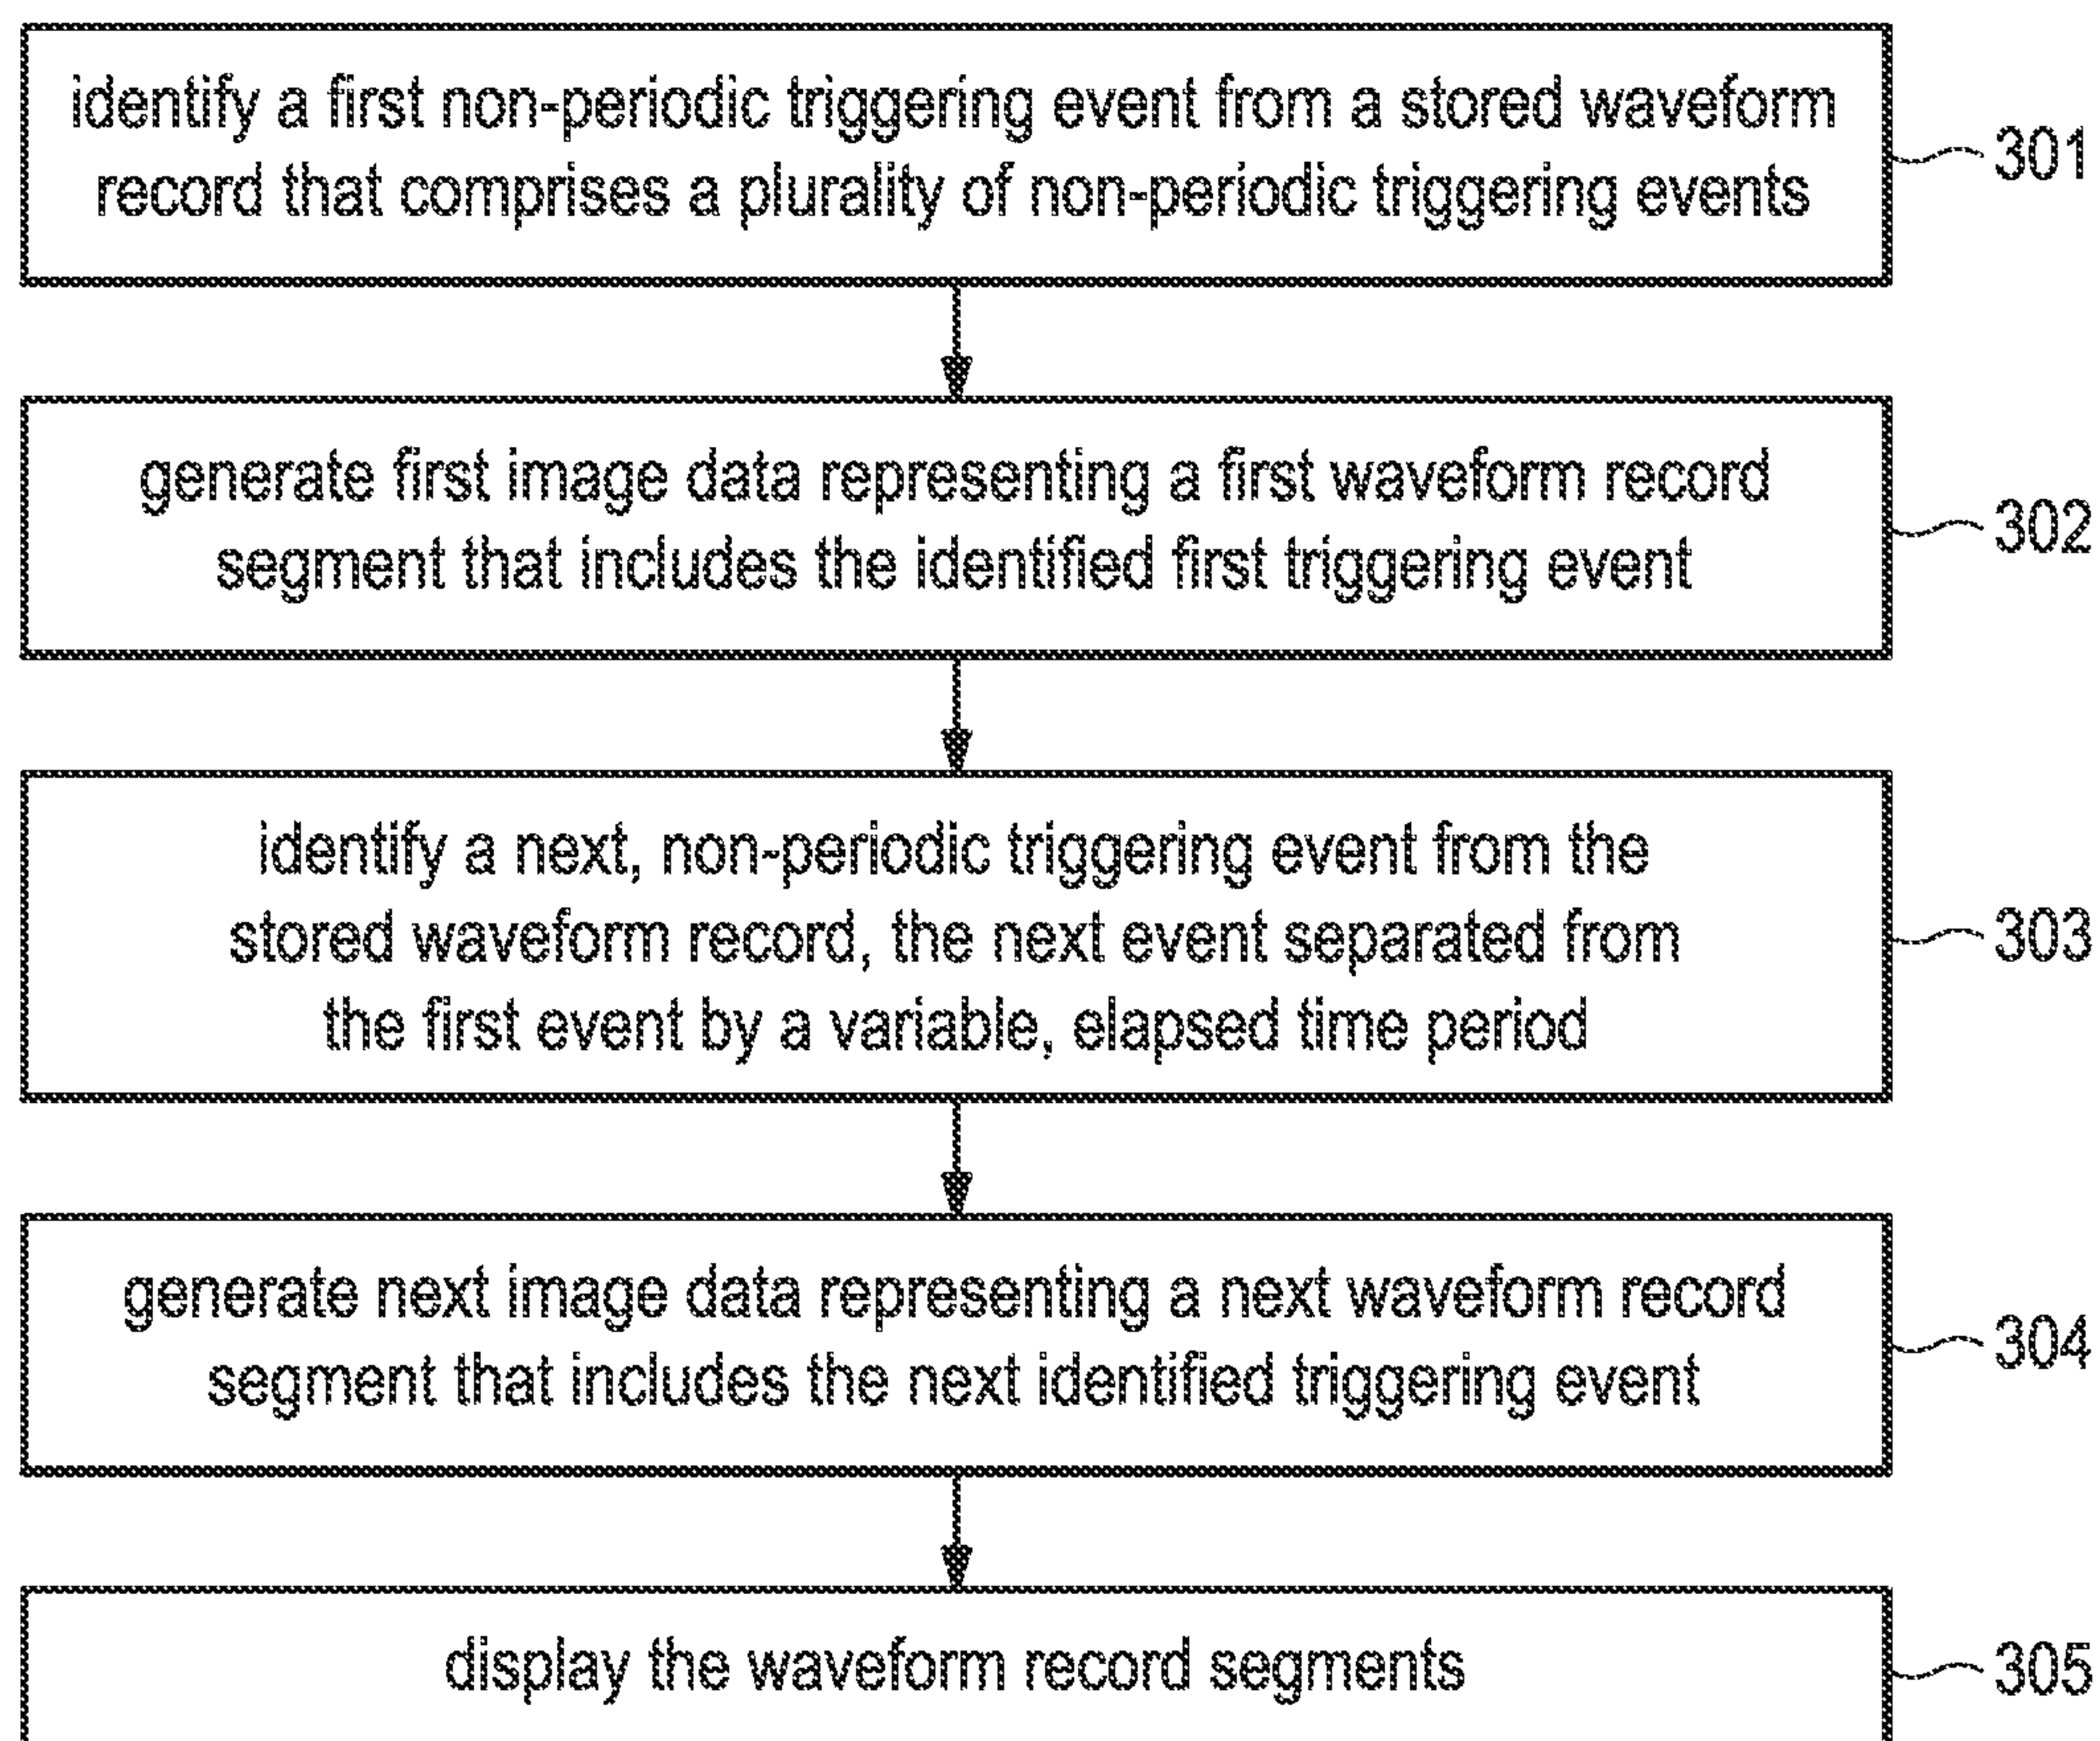 identify a first non-periodic triggering event from a stored waveform
record that comprises a plurality of non-periodic triggering events
301
generate first image data representing a first waveform record
segment that includes the identified first triggering event
302
identify a next, non-periodic triggering event from the
stored waveform record, the next event separated from
the first event by a variable, elapsed time period
303
generate next image data representing a next waveform record
segment that includes the next identified triggering event
304
display the waveform record segments
305